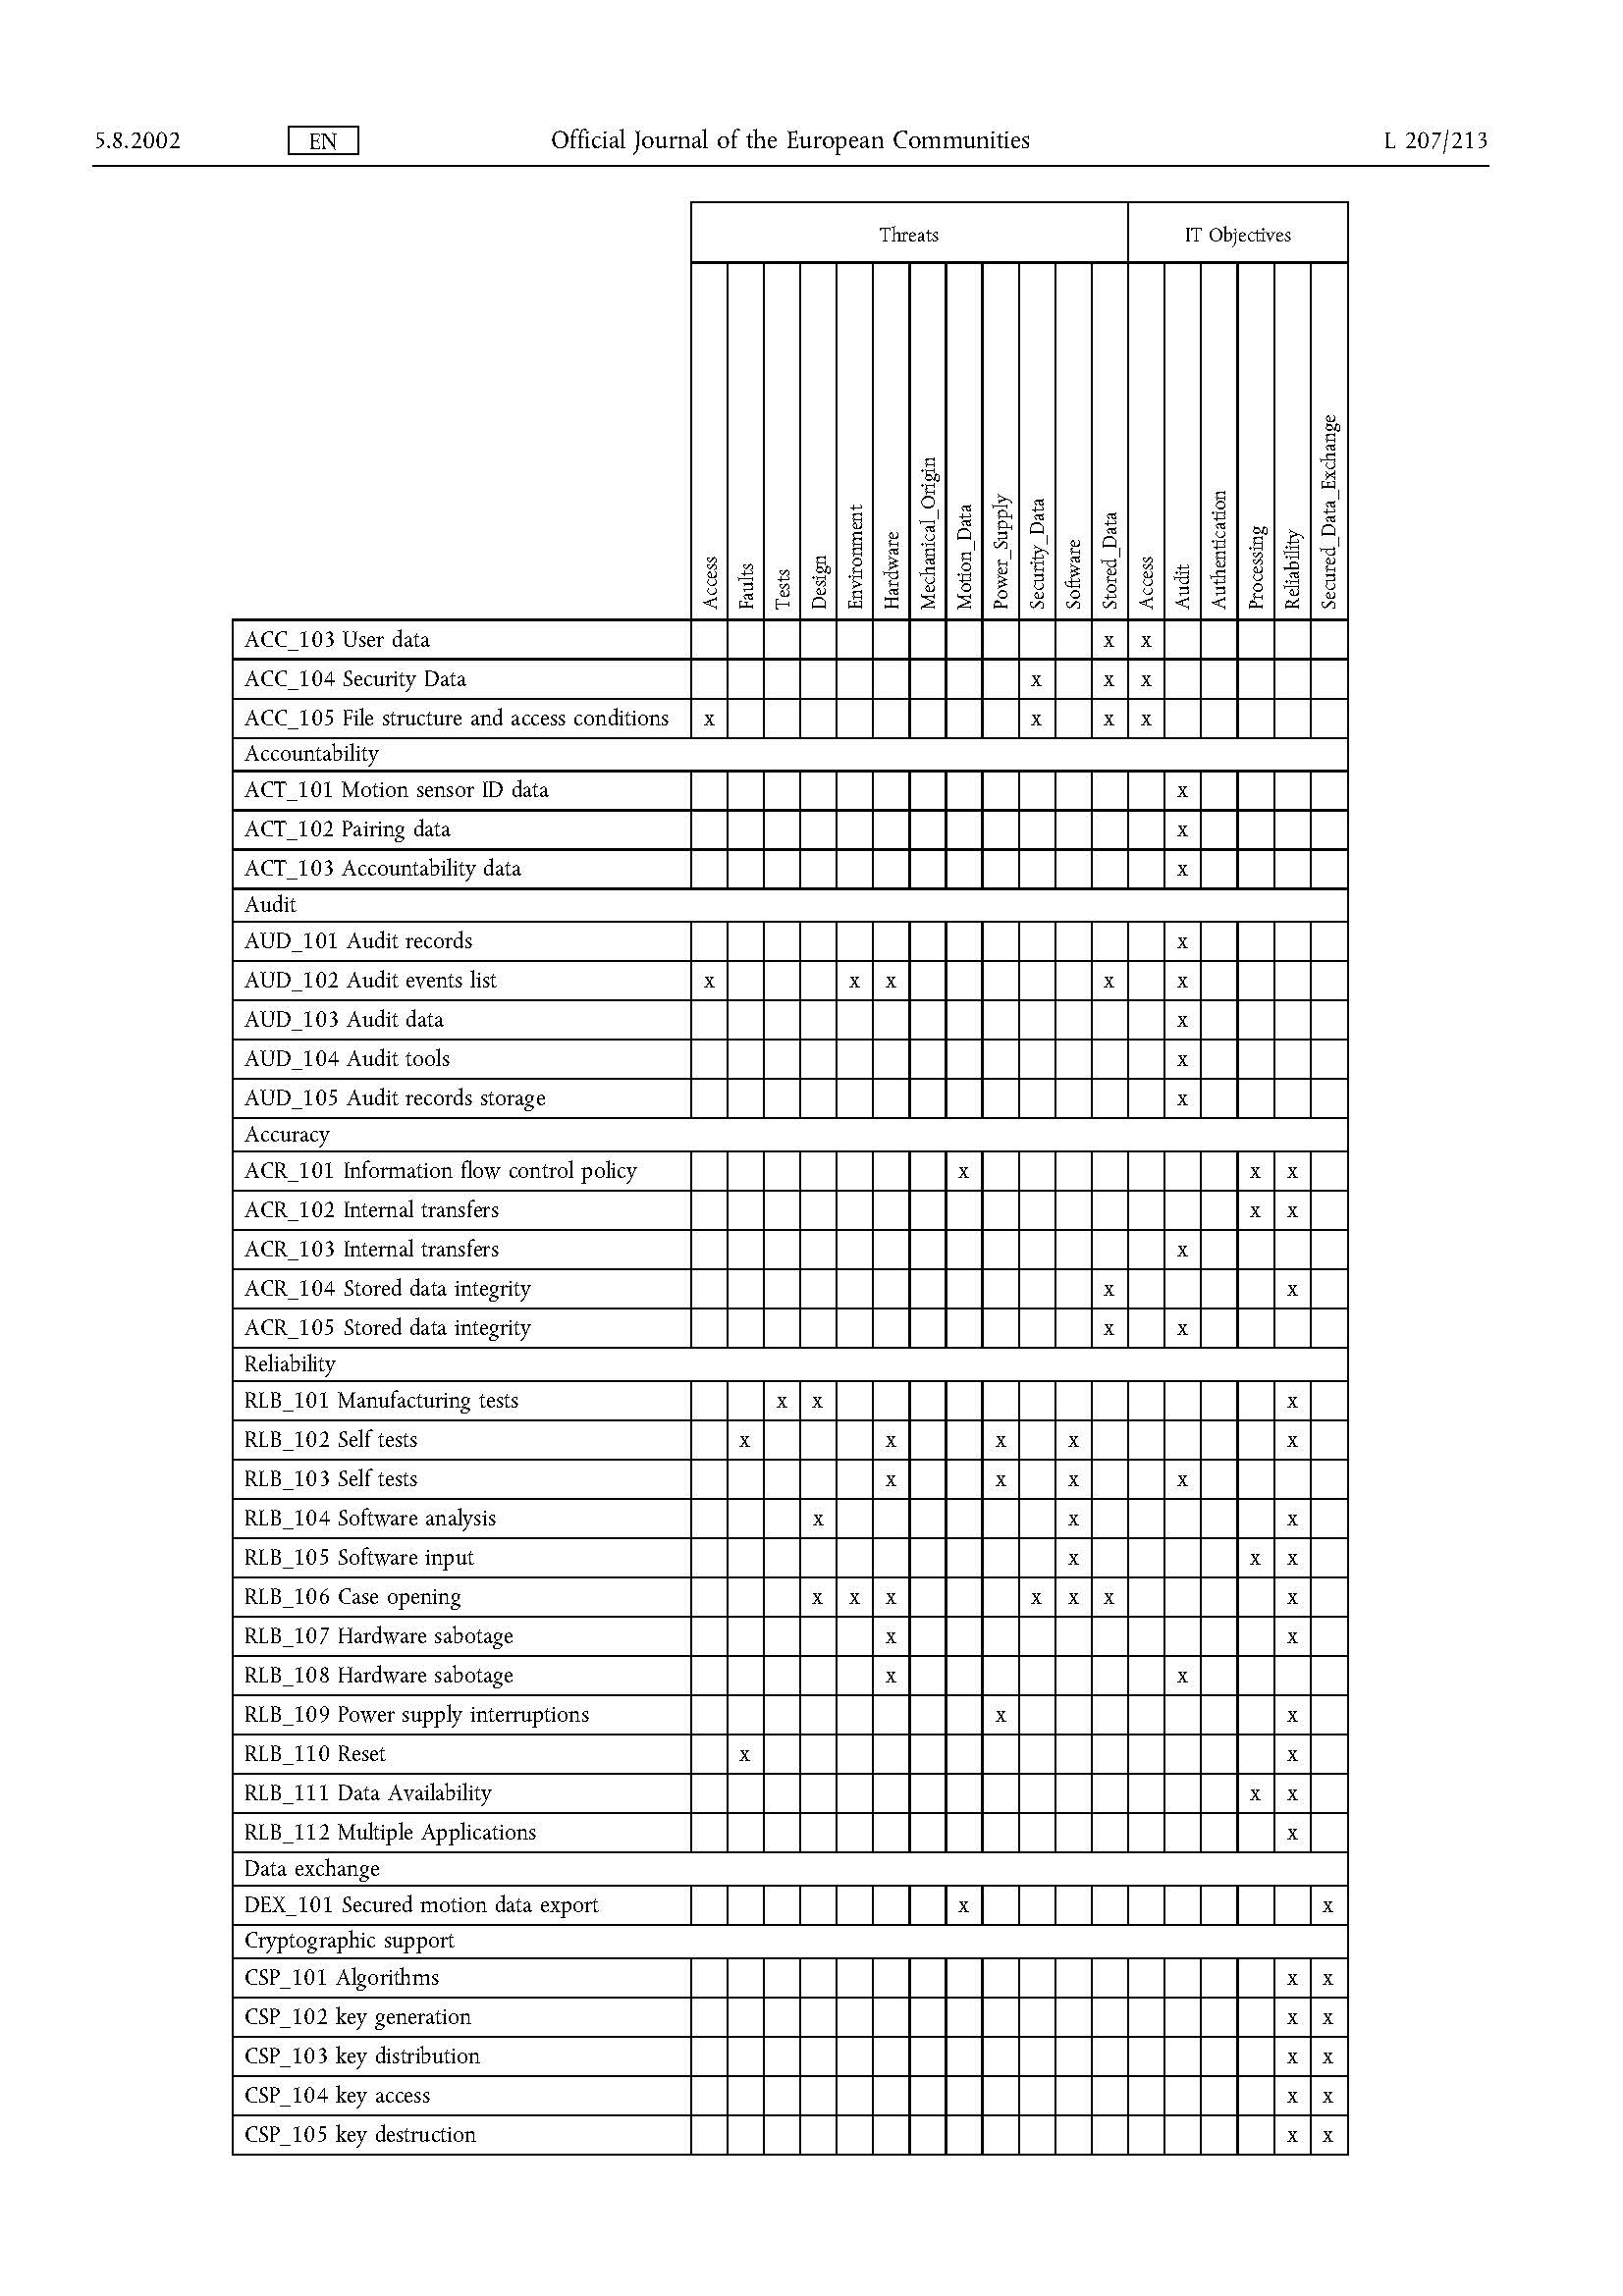 5.8.2002 EN Official Journal of the European Communities L 207/213
Threats IT Objectives
Access Faults Tests Design Environment Hardware Mechanical_Origin Motion_Data Power_Supply Security_Data Software Stored_Data Access Audit Authentication Processing Reliability Secured_Data_Exchange
ACC_103 User data x x
ACC_104 Security Data x x x
ACC_105 File structure and access conditions x x x x
Accountability
ACT_101 Motion sensor ID data x
ACT_102 Pairing data x
ACT_103 Accountability data x
Audit
AUD_101 Audit records x
AUD_102 Audit events list x x x x x
AUD_103 Audit data x
AUD_104 Audit tools x
AUD_105 Audit records storage x
Accuracy
ACR_101 Information flow control policy x x x
ACR_102 Internal transfers x x
ACR_103 Internal transfers x
ACR_104 Stored data integrity x x
ACR_105 Stored data integrity x x
Reliability
RLB_101 Manufacturing tests x x x
RLB_102 Self tests x x x x x
RLB_103 Self tests x x x x
RLB_104 Software analysis x x x
RLB_105 Software input x x x
RLB_106 Case opening x x x x x x x
RLB_107 Hardware sabotage x x
RLB_108 Hardware sabotage x x
RLB_109 Power supply interruptions x x
RLB_110 Reset x x
RLB_111 Data Availability x x
RLB_112 Multiple Applications x
Data exchange
DEX_101 Secured motion data export x x
Cryptographic support
CSP_101 Algorithms x x
CSP_102 key generation x x
CSP_103 key distribution x x
CSP_104 key access x x
CSP_105 key destruction x x